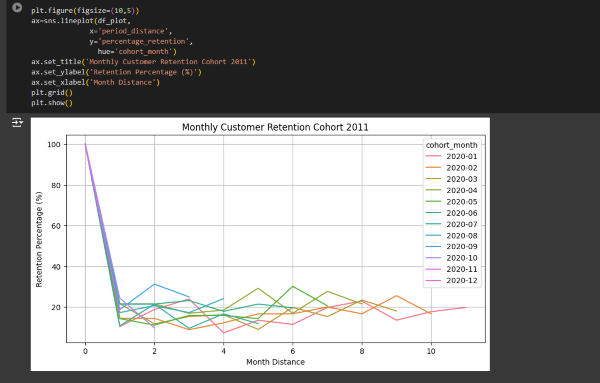 plt.figure(figsize=(10,5))
ax=sns.lineplot(df_plot,
x='period_distance',
y='percentage_retention',
hue='cohort_month')
ax.set_title('Monthly Customer Retention Cohort 2011')
ax.set_ylabel('Retention Percentage (%)')
ax.set_xlabel('Month Distance')
plt.grid()
plt.show()
Monthly Customer Retention Cohort 2011
cohort_month
2020-01
2020-02
2020-03
2020-04
2020-05
2020-06
2020-07
2020-08
2020-09
2020-10
2020-11
2020-12
Retention Percentage (%)
100
80
60
40
20
0 2 4 6 8 10
Month Distance